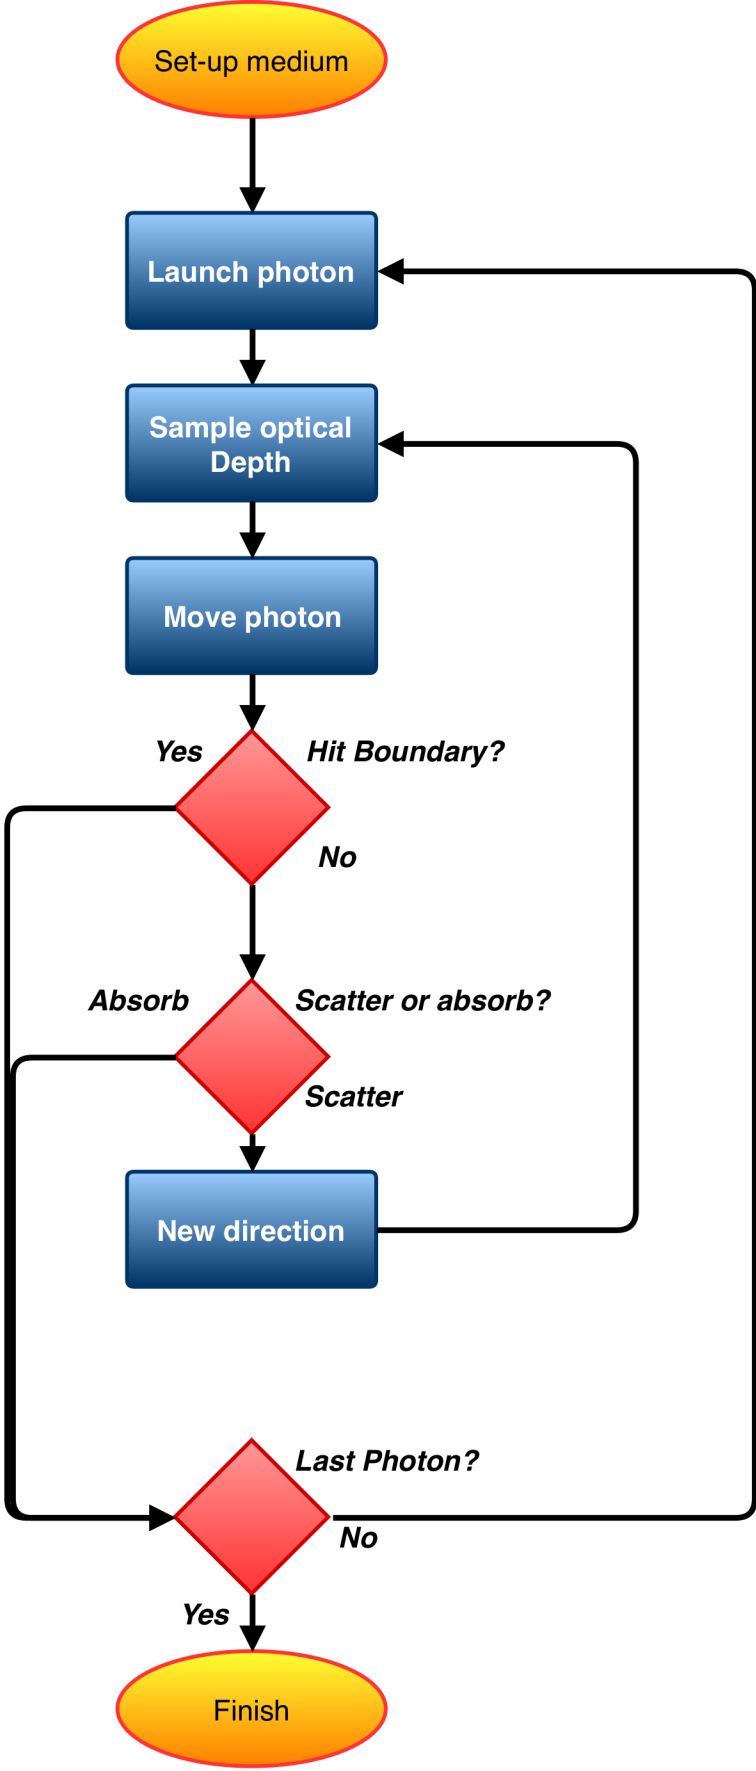 Set-up medium
Launch photon
Sample optical
Depth
Move photon
Yes
Hit Boundary?
No
Absorb
Scatter or absorb?
Scatter
New direction
Last Photon?
No
Yes
Finish